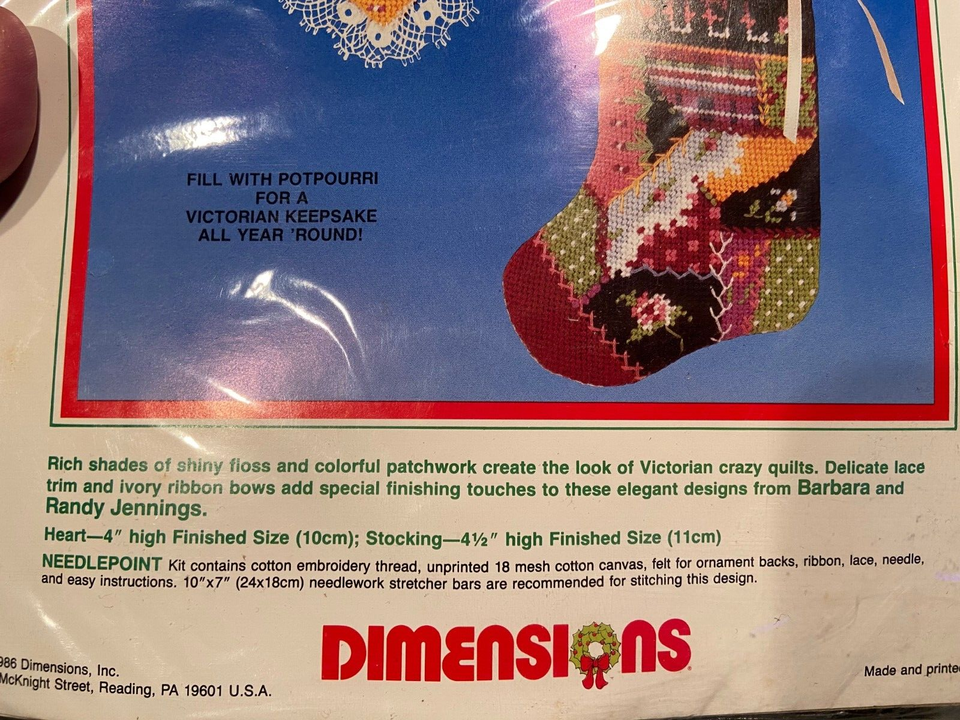 FILL WITH POTPOURRI
FOR A
VICTORIAN KEEPSAKE
ALL YEAR 'ROUND!
Rich shades of shiny floss and colorful patchwork create the look of Victorian crazy quilts. Delicate lace
trim and ivory ribbon bows add special finishing touches to these elegant designs from Barbara and
Randy Jennings.
Heart—4" high Finished Size (10cm); Stocking—4½" high Finished Size (11cm)
NEEDLEPOINT Kit contains cotton embroidery thread, unprinted 18 mesh cotton canvas, felt for ornament backs, ribbon, lace, needle,
and easy instructions. 10"x7" (24x18cm) needlework stretcher bars are recommended for stitching this design.
DIMENSIONS
986 Dimensions, Inc.
McKnight Street, Reading, PA 19601 U.S.A.
Made and printed